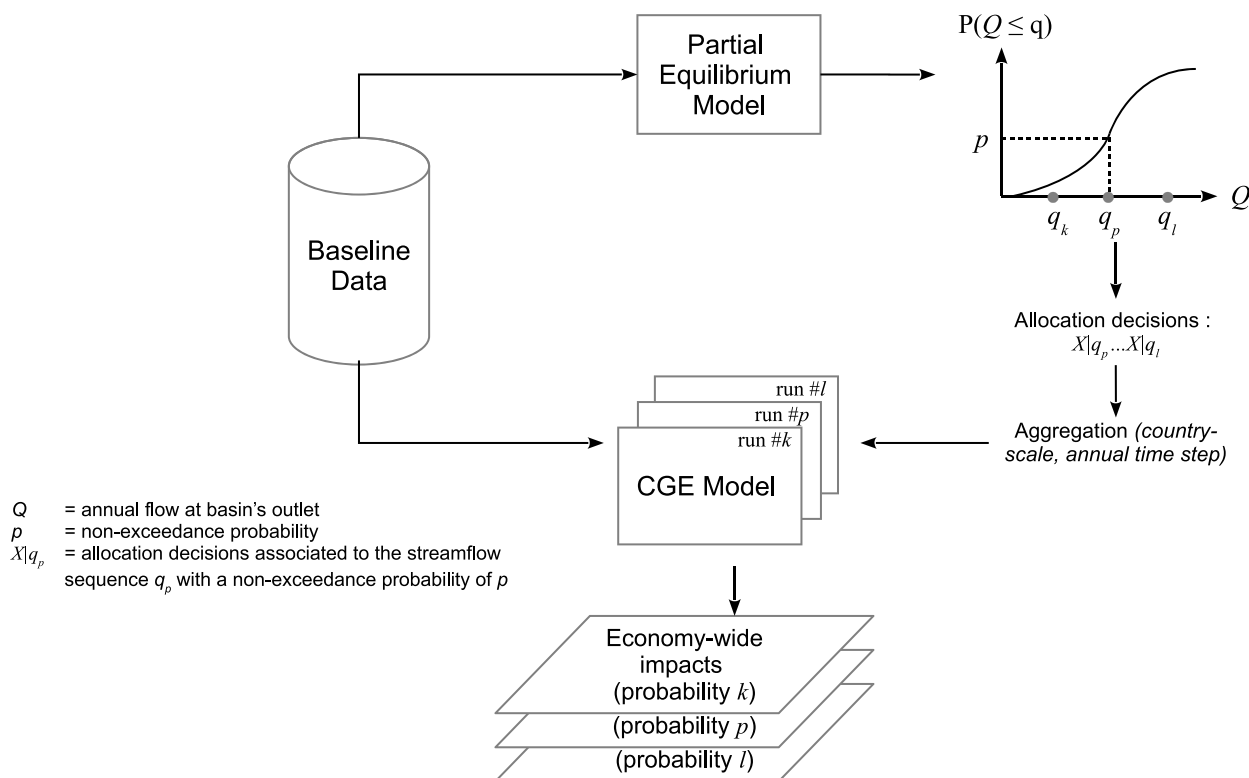 P(Q ≤ q)
Partial
Equilibrium
Model
p
Q
q_k
q_p
q_l
Baseline
Data
Allocation decisions :
X|q_p...X|q_l
run #l
run #p
run #k
CGE Model
Aggregation (country-
scale, annual time step)
Q = annual flow at basin's outlet
p = non-exceedance probability
X|q_p = allocation decisions associated to the streamflow
sequence q_p with a non-exceedance probability of p
Economy-wide
impacts
(probability k)
(probability p)
(probability l)